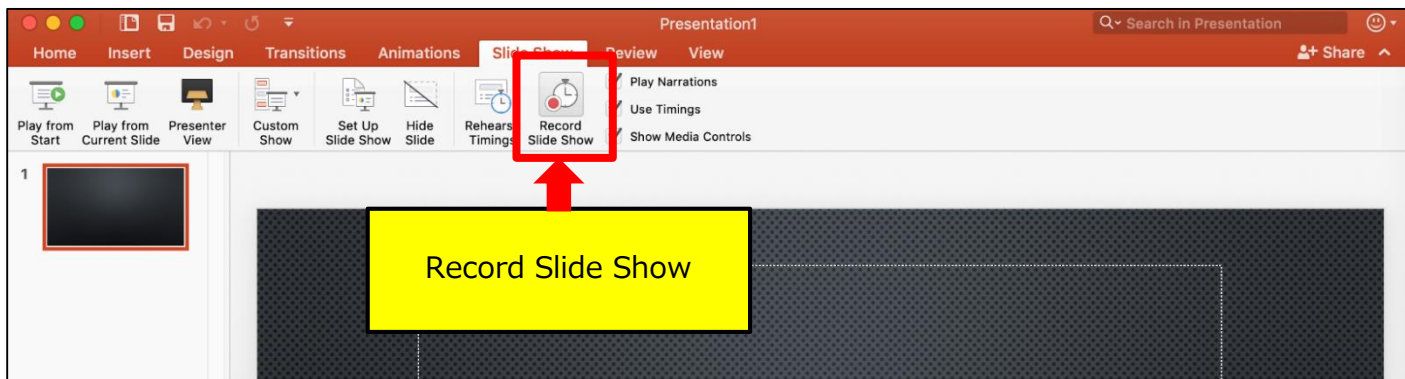 Presentation1
Search in Presentation
Home Insert Design Transitions Animations Slide Show Review View
Share
Play from Start
Play from Current Slide
Presenter View
Custom Show
Set Up Slide Show
Hide Slide
Rehearse Timings
Record Slide Show
Play Narrations
Use Timings
Show Media Controls
1
Record Slide Show